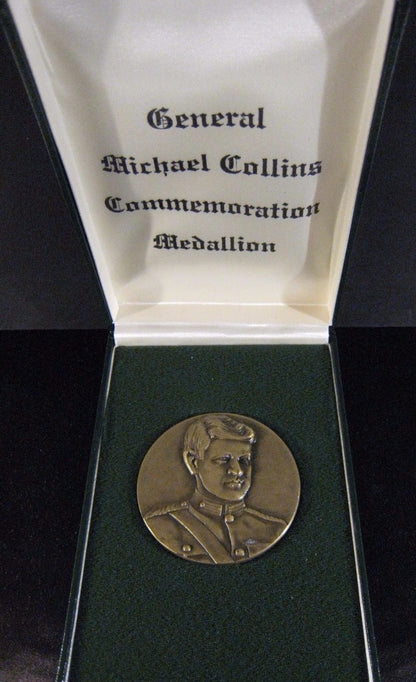 General
Michael Collins
Commemoration
Medallion